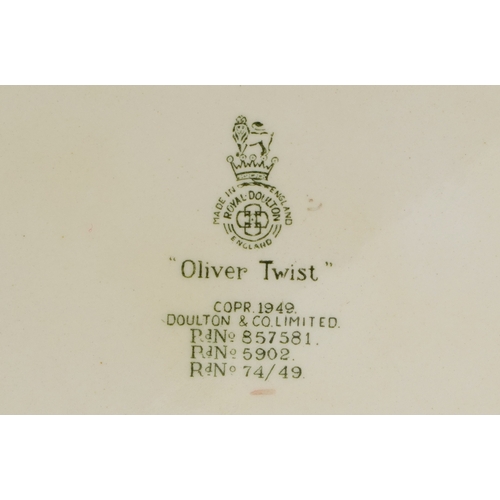 MADE IN ENGLAND
ROYAL·DOULTON
ENGLAND
"Oliver Twist"
COPR.1949.
DOULTON & CO.LIMITED.
RdNo 857581.
RdNo 5902.
RdNo 74/49.